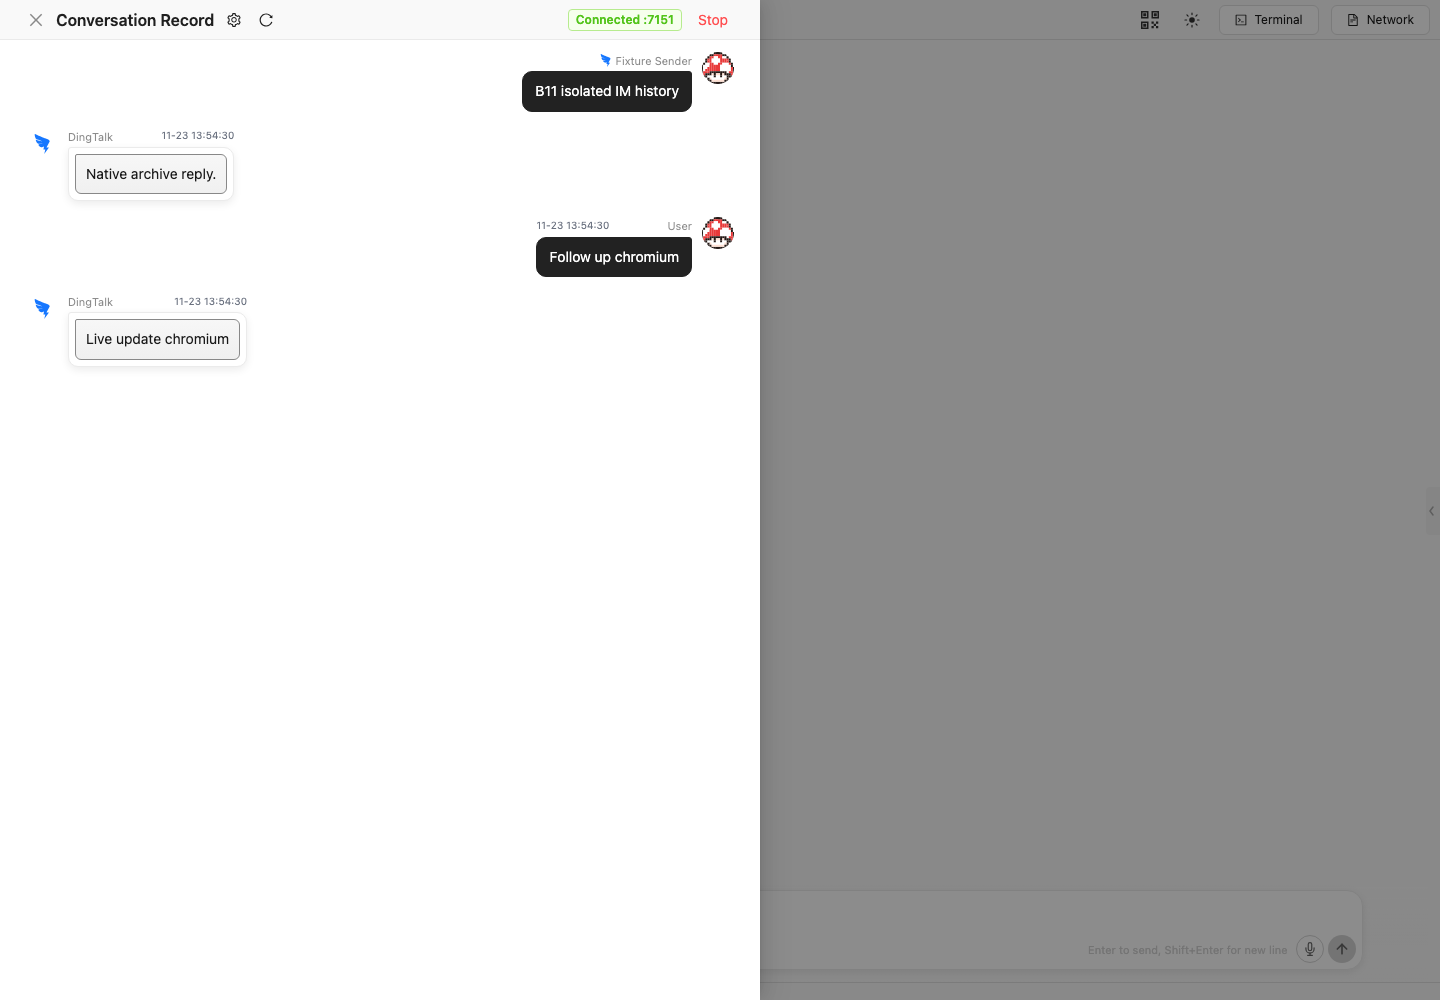 Conversation Record
Connected :7151
Stop
Terminal
Network
Fixture Sender
B11 isolated IM history
DingTalk
11-23 13:54:30
Native archive reply.
11-23 13:54:30
User
Follow up chromium
DingTalk
11-23 13:54:30
Live update chromium
Enter to send, Shift+Enter for new line